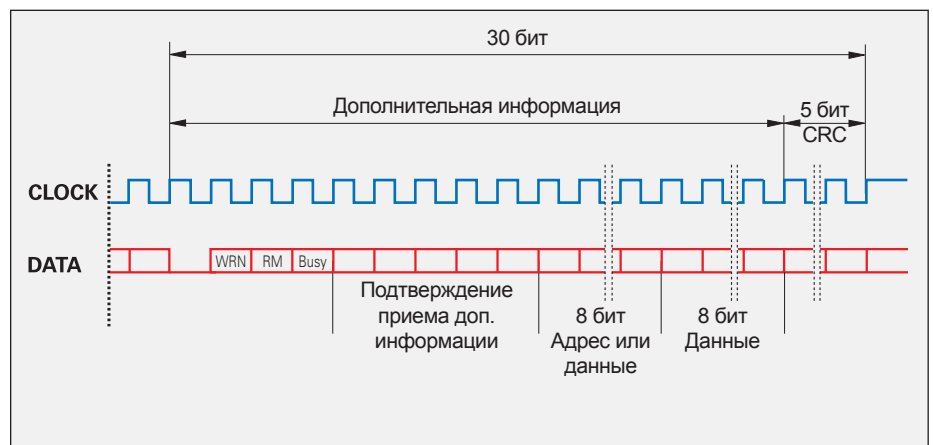 30 бит
Дополнительная информация
5 бит
CRC
CLOCK
DATA
WRN
RM
Busy
Подтверждение
приема доп.
информации
8 бит
Адрес или
данные
8 бит
Данные